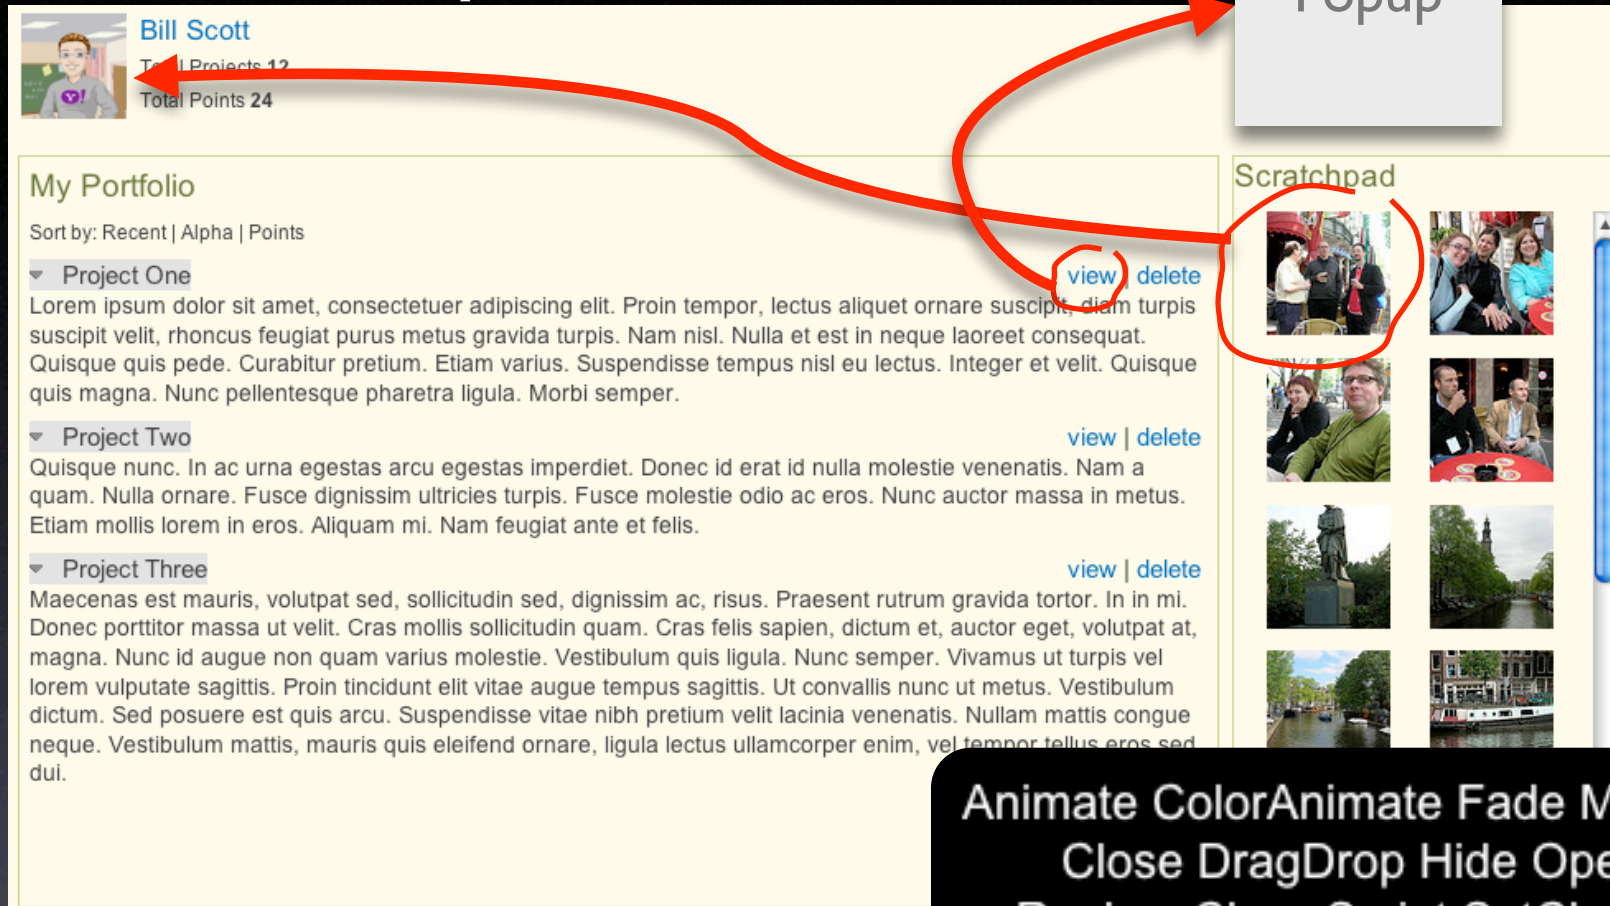 Popup
Bill Scott
Total Projects 12
Total Points 24
My Portfolio
Sort by: Recent | Alpha | Points
Project One view | delete
Lorem ipsum dolor sit amet, consectetuer adipiscing elit. Proin tempor, lectus aliquet ornare suscipit, diam turpis
suscipit velit, rhoncus feugiat purus metus gravida turpis. Nam nisl. Nulla et est in neque laoreet consequat.
Quisque quis pede. Curabitur pretium. Etiam varius. Suspendisse tempus nisl eu lectus. Integer et velit. Quisque
quis magna. Nunc pellentesque pharetra ligula. Morbi semper.
Project Two view | delete
Quisque nunc. In ac urna egestas arcu egestas imperdiet. Donec id erat id nulla molestie venenatis. Nam a
quam. Nulla ornare. Fusce dignissim ultricies turpis. Fusce molestie odio ac eros. Nunc auctor massa in metus.
Etiam mollis lorem in eros. Aliquam mi. Nam feugiat ante et felis.
Project Three view | delete
Maecenas est mauris, volutpat sed, sollicitudin sed, dignissim ac, risus. Praesent rutrum gravida tortor. In in mi.
Donec porttitor massa ut velit. Cras mollis sollicitudin quam. Cras felis sapien, dictum et, auctor eget, volutpat at,
magna. Nunc id augue non quam varius molestie. Vestibulum quis ligula. Nunc semper. Vivamus ut turpis vel
lorem vulputate sagittis. Proin tincidunt elit vitae augue tempus sagittis. Ut convallis nunc ut metus. Vestibulum
dictum. Sed posuere est quis arcu. Suspendisse vitae nibh pretium velit lacinia venenatis. Nullam mattis congue
neque. Vestibulum mattis, mauris quis eleifend ornare, ligula lectus ullamcorper enim, vel tempor tellus eros sed
dui.
Scratchpad
Animate ColorAnimate Fade M
Close DragDrop Hide Ope